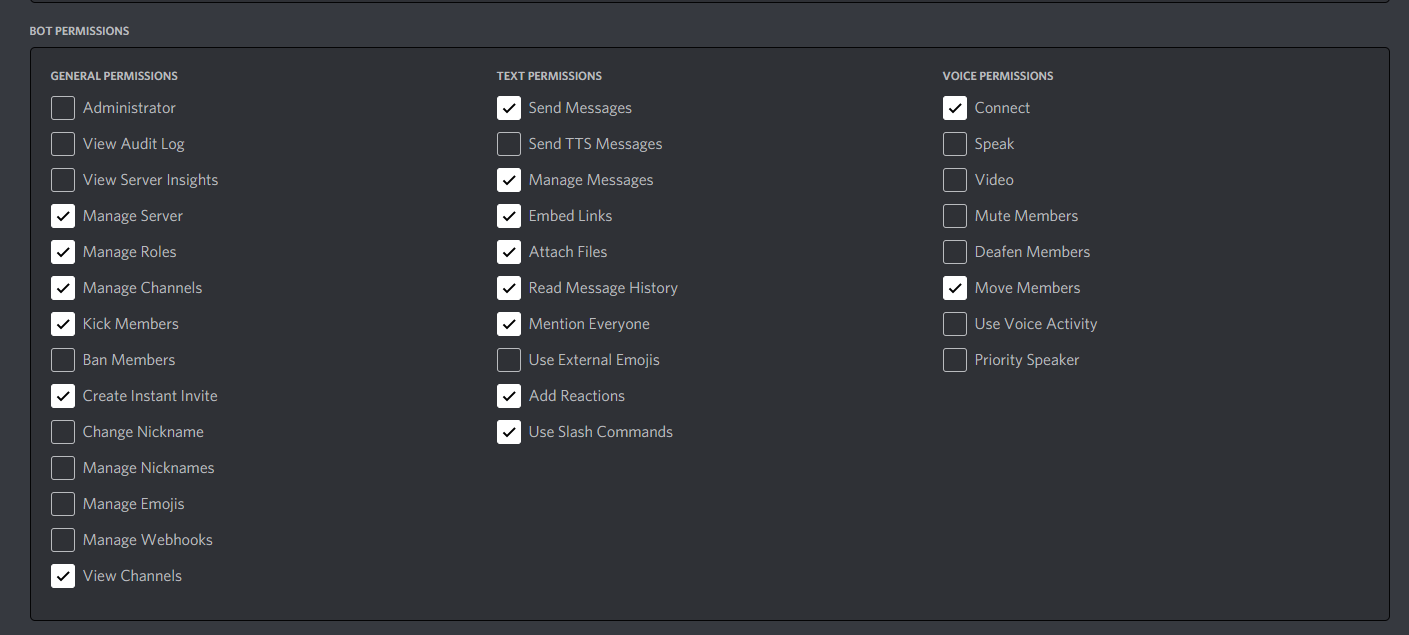 BOT PERMISSIONS
GENERAL PERMISSIONS
Administrator
View Audit Log
View Server Insights
Manage Server
Manage Roles
Manage Channels
Kick Members
Ban Members
Create Instant Invite
Change Nickname
Manage Nicknames
Manage Emojis
Manage Webhooks
View Channels
TEXT PERMISSIONS
Send Messages
Send TTS Messages
Manage Messages
Embed Links
Attach Files
Read Message History
Mention Everyone
Use External Emojis
Add Reactions
Use Slash Commands
VOICE PERMISSIONS
Connect
Speak
Video
Mute Members
Deafen Members
Move Members
Use Voice Activity
Priority Speaker